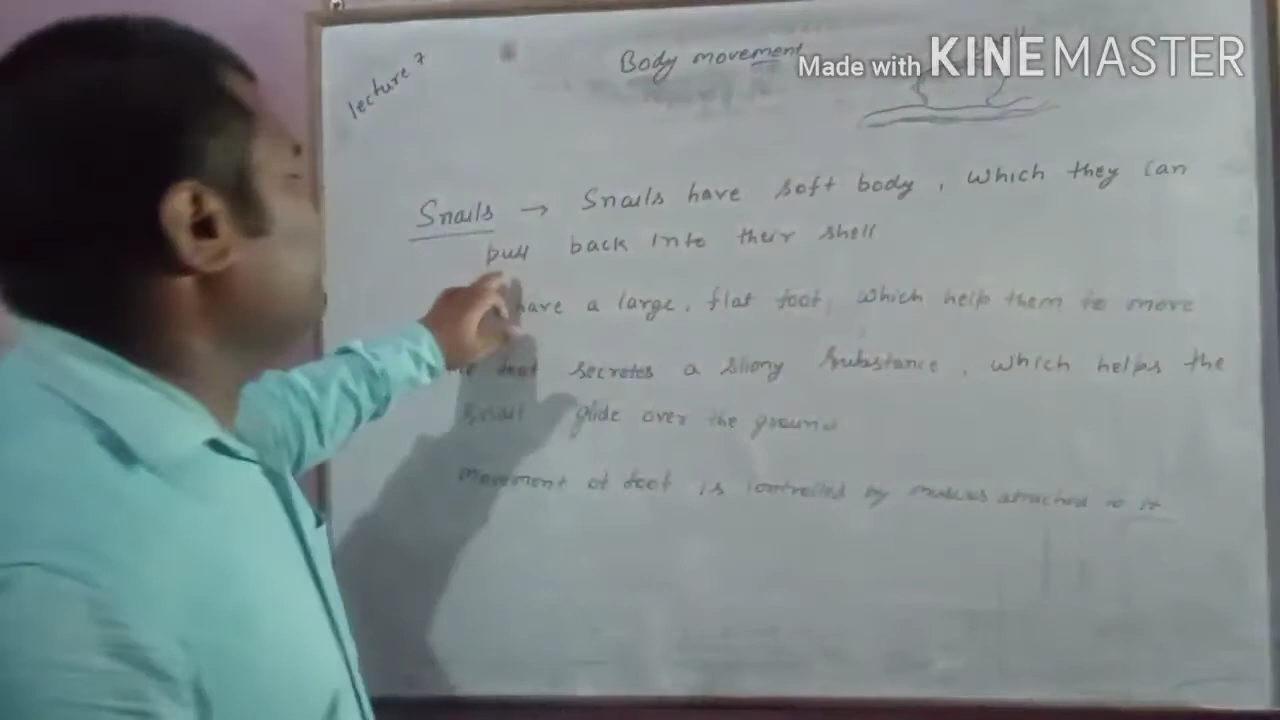 lecture 7
Body movement
Made with KINEMASTER
Snails → Snails have soft body, which they can
pull back into their shell
have a large, flat foot, which help them to move
foot secretes a slimy substance, which helps the
snail glide over the ground
movement of foot is controlled by muscles attached to it